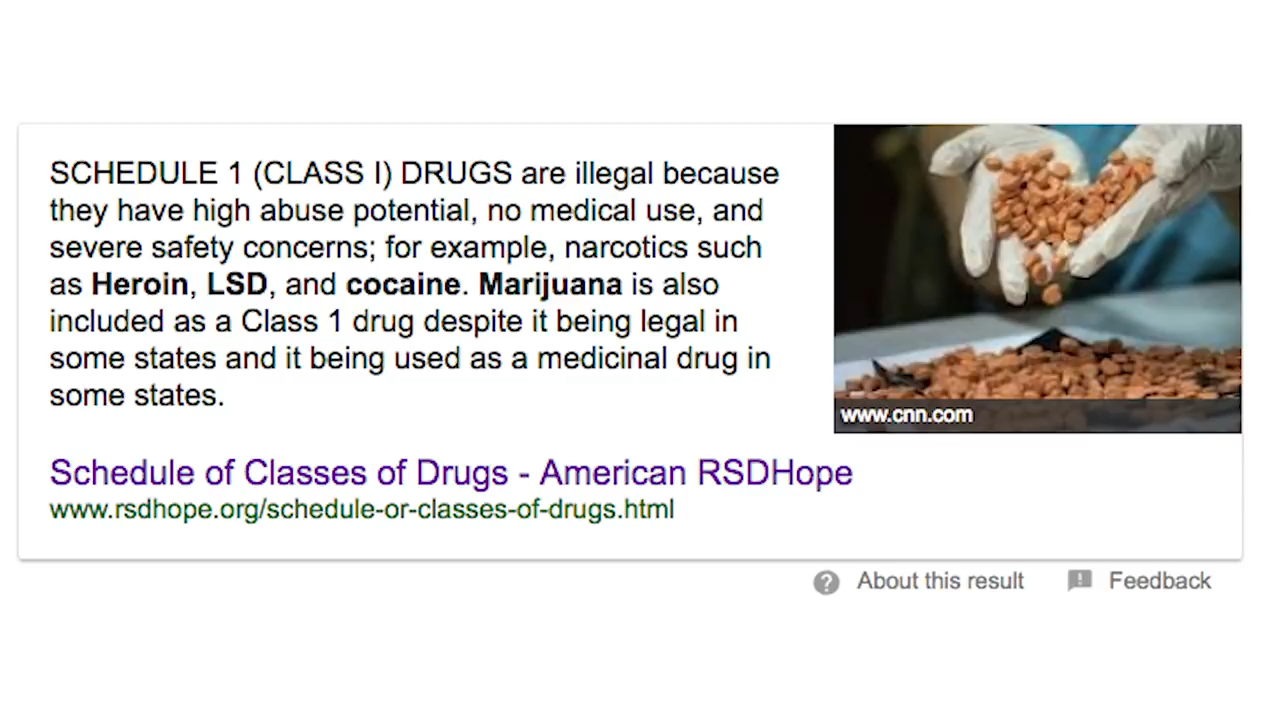 SCHEDULE 1 (CLASS I) DRUGS are illegal because
they have high abuse potential, no medical use, and
severe safety concerns; for example, narcotics such
as Heroin, LSD, and cocaine. Marijuana is also
included as a Class 1 drug despite it being legal in
some states and it being used as a medicinal drug in
some states.
www.cnn.com
Schedule of Classes of Drugs - American RSDHope
www.rsdhope.org/schedule-or-classes-of-drugs.html
About this result
Feedback